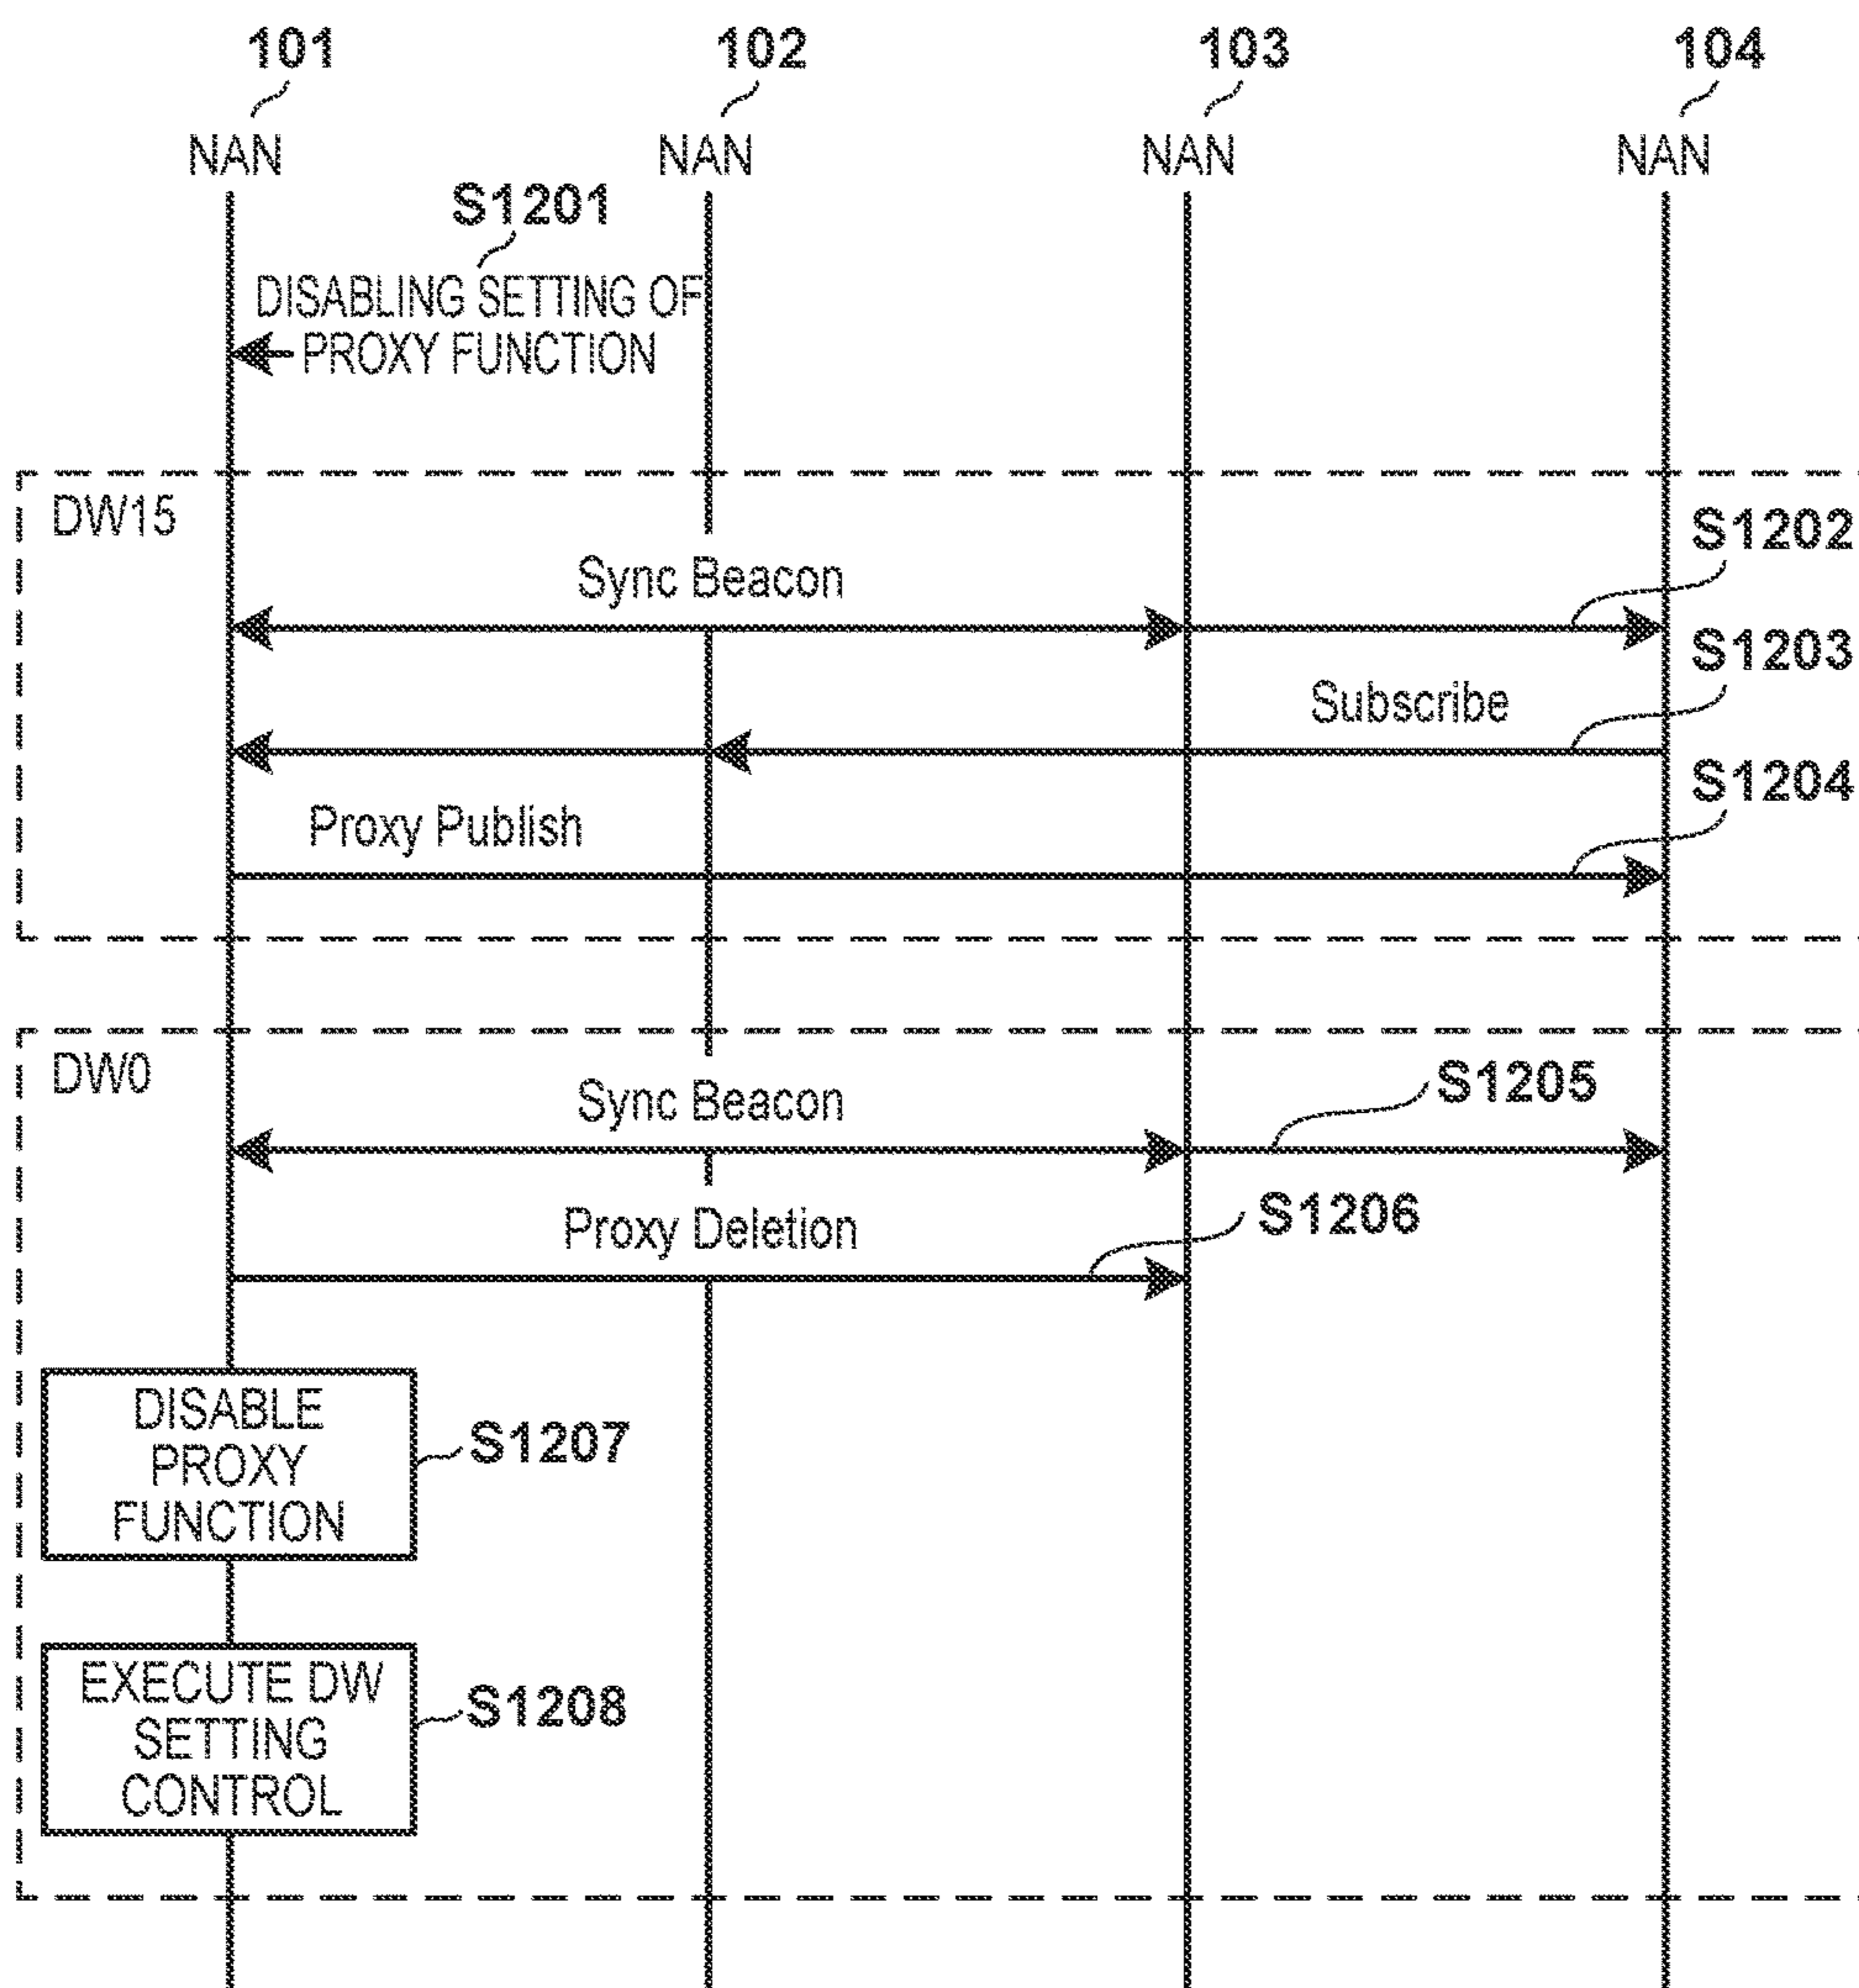 101
102
103
104
NAN
NAN
NAN
NAN
S1201
DISABLING SETTING OF
PROXY FUNCTION
DW15
S1202
Sync Beacon
S1203
Subscribe
S1204
Proxy Publish
DW0
S1205
Sync Beacon
S1206
Proxy Deletion
DISABLE
PROXY
FUNCTION
S1207
EXECUTE DW
SETTING
CONTROL
S1208